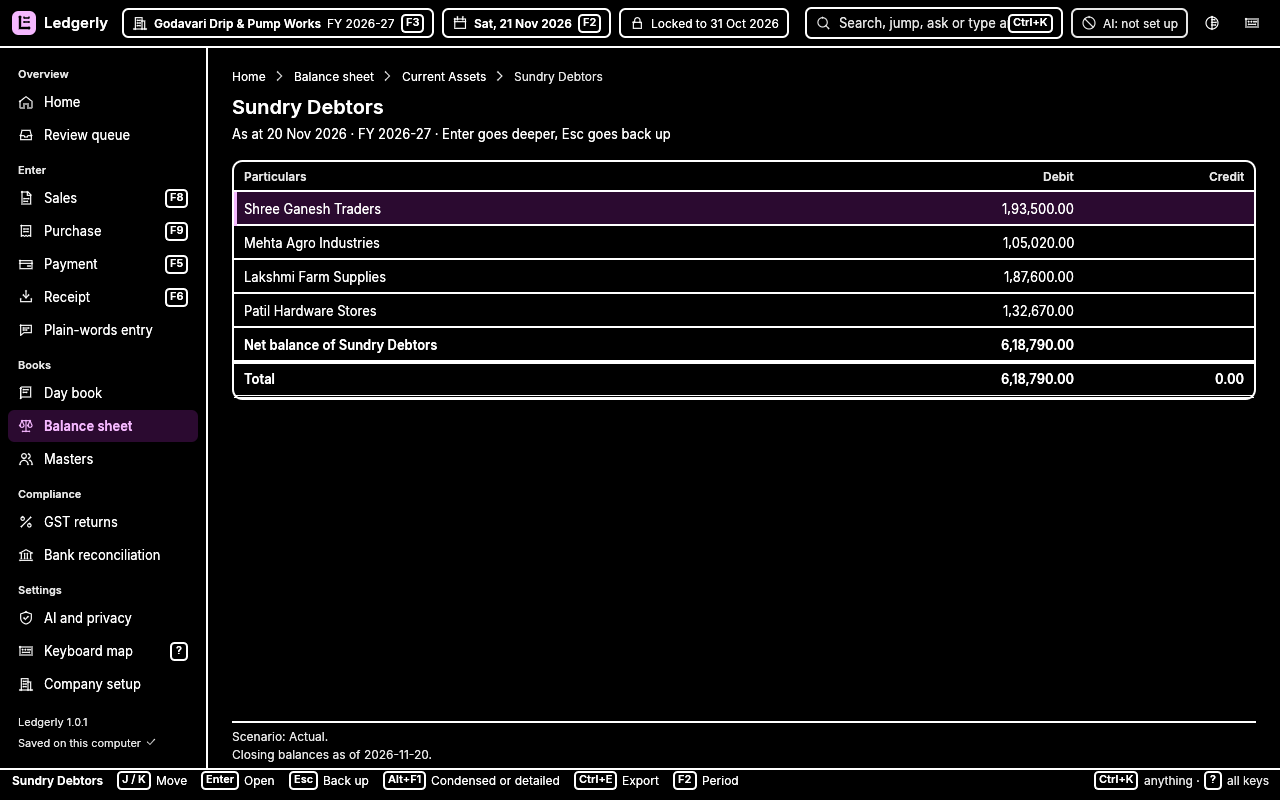 Ledgerly
Godavari Drip & Pump Works FY 2026-27 F3
Sat, 21 Nov 2026 F2
Locked to 31 Oct 2026
Search, jump, ask or type a Ctrl+K
AI: not set up
Overview
Home
Review queue
Enter
Sales F8
Purchase F9
Payment F5
Receipt F6
Plain-words entry
Books
Day book
Balance sheet
Masters
Compliance
GST returns
Bank reconciliation
Settings
AI and privacy
Keyboard map ?
Company setup
Ledgerly 1.0.1
Saved on this computer
Home Balance sheet Current Assets Sundry Debtors
Sundry Debtors
As at 20 Nov 2026 · FY 2026-27 · Enter goes deeper, Esc goes back up
Particulars Debit Credit
Shree Ganesh Traders 1,93,500.00
Mehta Agro Industries 1,05,020.00
Lakshmi Farm Supplies 1,87,600.00
Patil Hardware Stores 1,32,670.00
Net balance of Sundry Debtors 6,18,790.00
Total 6,18,790.00 0.00
Scenario: Actual.
Closing balances as of 2026-11-20.
Sundry Debtors J / K Move Enter Open Esc Back up Alt+F1 Condensed or detailed Ctrl+E Export F2 Period Ctrl+K anything · ? all keys